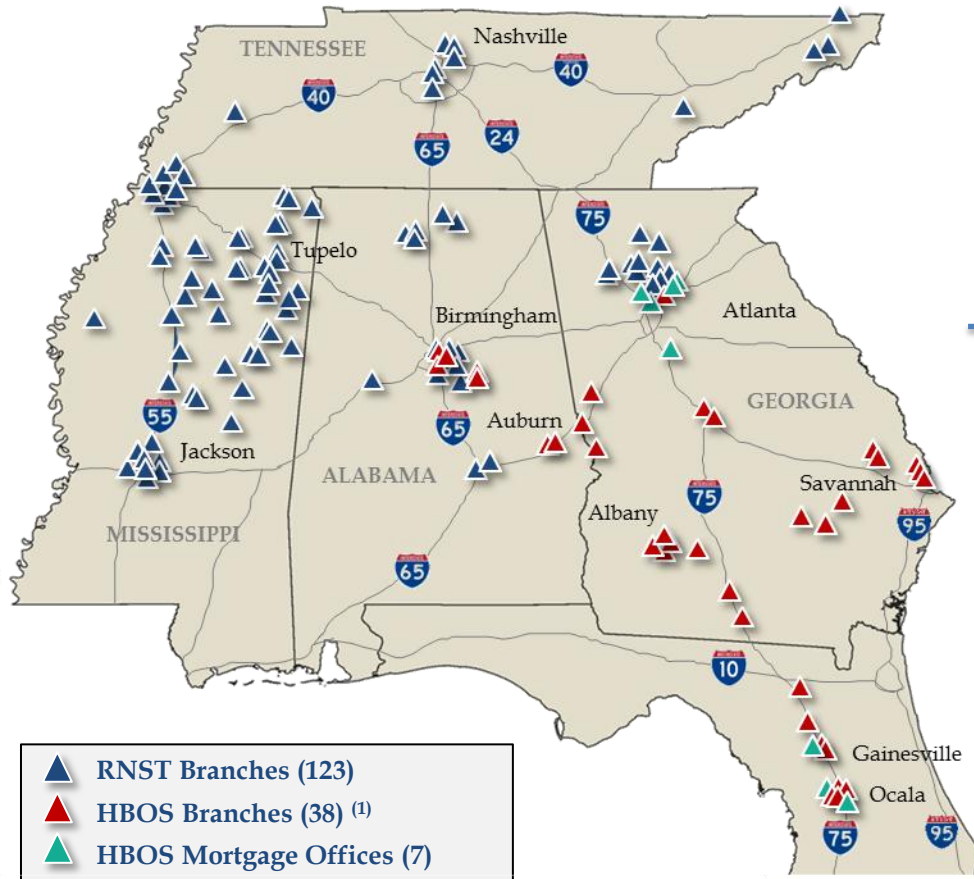 TENNESSEE
Nashville
40
40
65
24
75
Tupelo
Birmingham
Atlanta
55
65
Auburn
GEORGIA
Jackson
ALABAMA
75
Savannah
Albany
95
MISSISSIPPI
65
10
Gainesville
Ocala
75
95
RNST Branches (123)
HBOS Branches (38) (1)
HBOS Mortgage Offices (7)